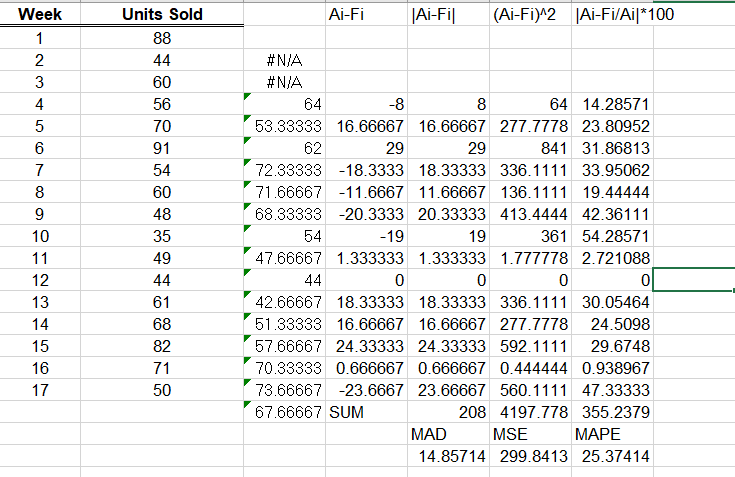 Week Units Sold Ai-Fi |Ai-Fi| (Ai-Fi)^2 |Ai-Fi/Ai|*100
1 88
2 44 #N/A
3 60 #N/A
4 56 64 -8 8 64 14.28571
5 70 53.33333 16.66667 16.66667 277.7778 23.80952
6 91 62 29 29 841 31.86813
7 54 72.33333 -18.3333 18.33333 336.1111 33.95062
8 60 71.66667 -11.6667 11.66667 136.1111 19.44444
9 48 68.33333 -20.3333 20.33333 413.4444 42.36111
10 35 54 -19 19 361 54.28571
11 49 47.66667 1.333333 1.333333 1.777778 2.721088
12 44 44 0 0 0 0
13 61 42.66667 18.33333 18.33333 336.1111 30.05464
14 68 51.33333 16.66667 16.66667 277.7778 24.5098
15 82 57.66667 24.33333 24.33333 592.1111 29.6748
16 71 70.33333 0.666667 0.666667 0.444444 0.938967
17 50 73.66667 -23.6667 23.66667 560.1111 47.33333
67.66667 SUM 208 4197.778 355.2379
MAD MSE MAPE
14.85714 299.8413 25.37414